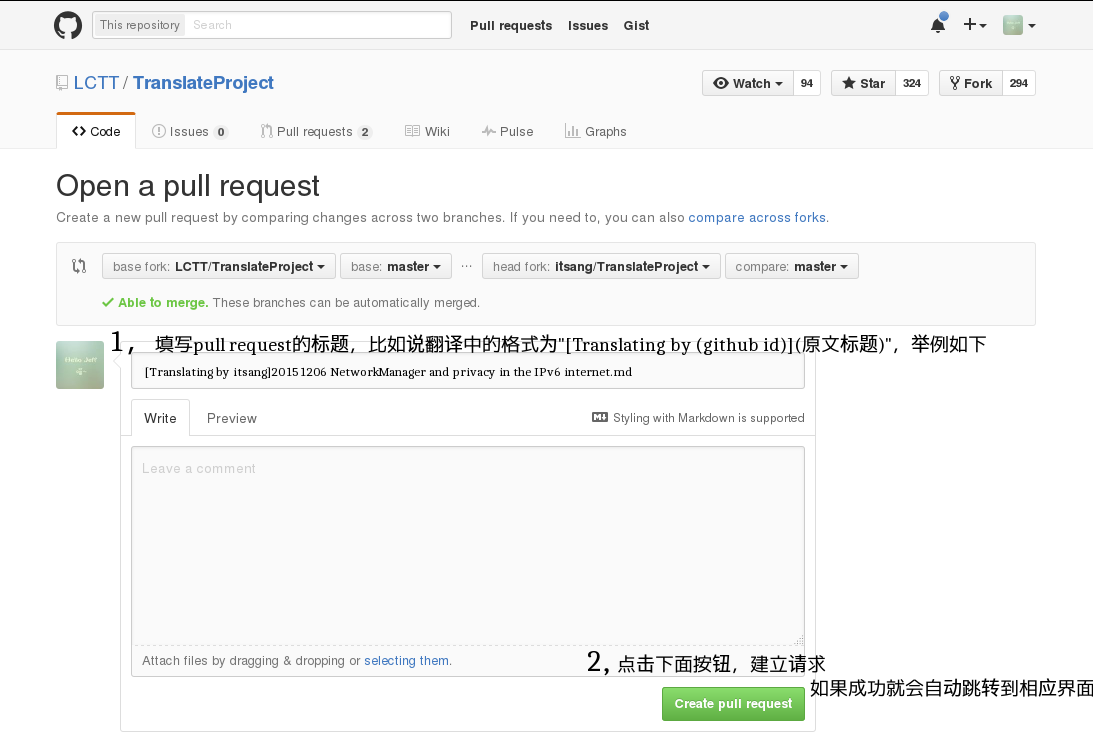 This repository Search Pull requests Issues Gist
LCTT / TranslateProject Watch 94 Star 324 Fork 294
Code Issues 0 Pull requests 2 Wiki Pulse Graphs
Open a pull request
Create a new pull request by comparing changes across two branches. If you need to, you can also compare across forks.
base fork: LCTT/TranslateProject base: master ... head fork: itsang/TranslateProject compare: master
Able to merge. These branches can be automatically merged.
1， 填写pull request的标题，比如说翻译中的格式为"[Translating by (github id)](原文标题)"，举例如下
Hello Jeff
[Translating by itsang]20151206 NetworkManager and privacy in the IPv6 internet.md
Write Preview Styling with Markdown is supported
Leave a comment
Attach files by dragging & dropping or selecting them.
2, 点击下面按钮，建立请求
如果成功就会自动跳转到相应界面
Create pull request